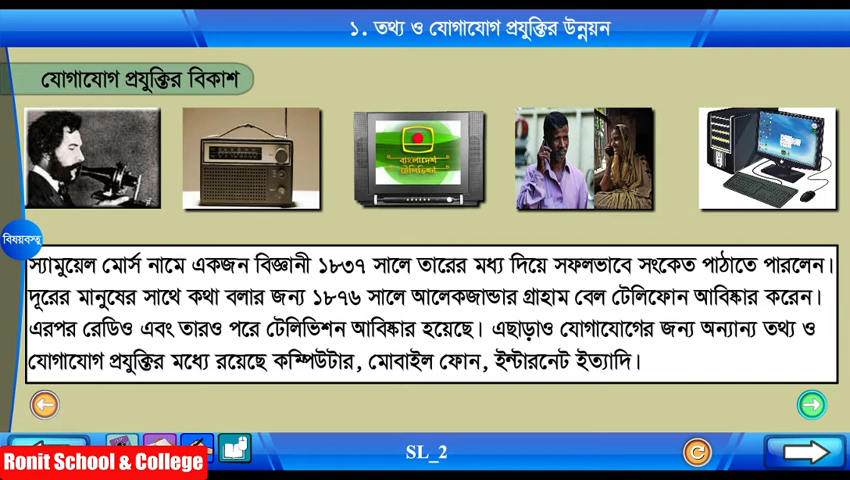 ১. তথ্য ও যোগাযোগ প্রযুক্তির উন্নয়ন
যোগাযোগ প্রযুক্তির বিকাশ
বাংলাদেশ
টেলিভিশন
বিষয়বস্তু
স্যামুয়েল মোর্স নামে একজন বিজ্ঞানী ১৮৩৭ সালে তারের মধ্য দিয়ে সফলভাবে সংকেত পাঠাতে পারলেন।
দূরের মানুষের সাথে কথা বলার জন্য ১৮৭৬ সালে আলেকজান্ডার গ্রাহাম বেল টেলিফোন আবিষ্কার করেন।
এরপর রেডিও এবং তারও পরে টেলিভিশন আবিষ্কার হয়েছে। এছাড়াও যোগাযোগের জন্য অন্যান্য তথ্য ও
যোগাযোগ প্রযুক্তির মধ্যে রয়েছে কম্পিউটার, মোবাইল ফোন, ইন্টারনেট ইত্যাদি।
SL_2
Ronit School & College